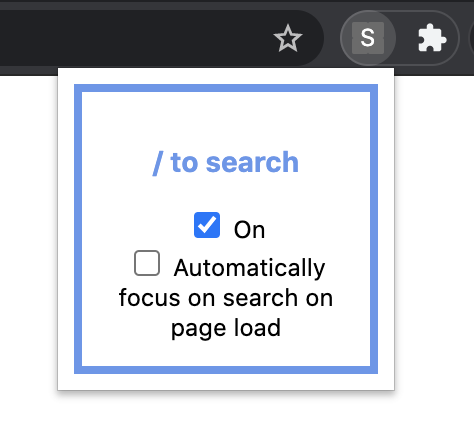 S
/ to search
On
Automatically
focus on search on
page load